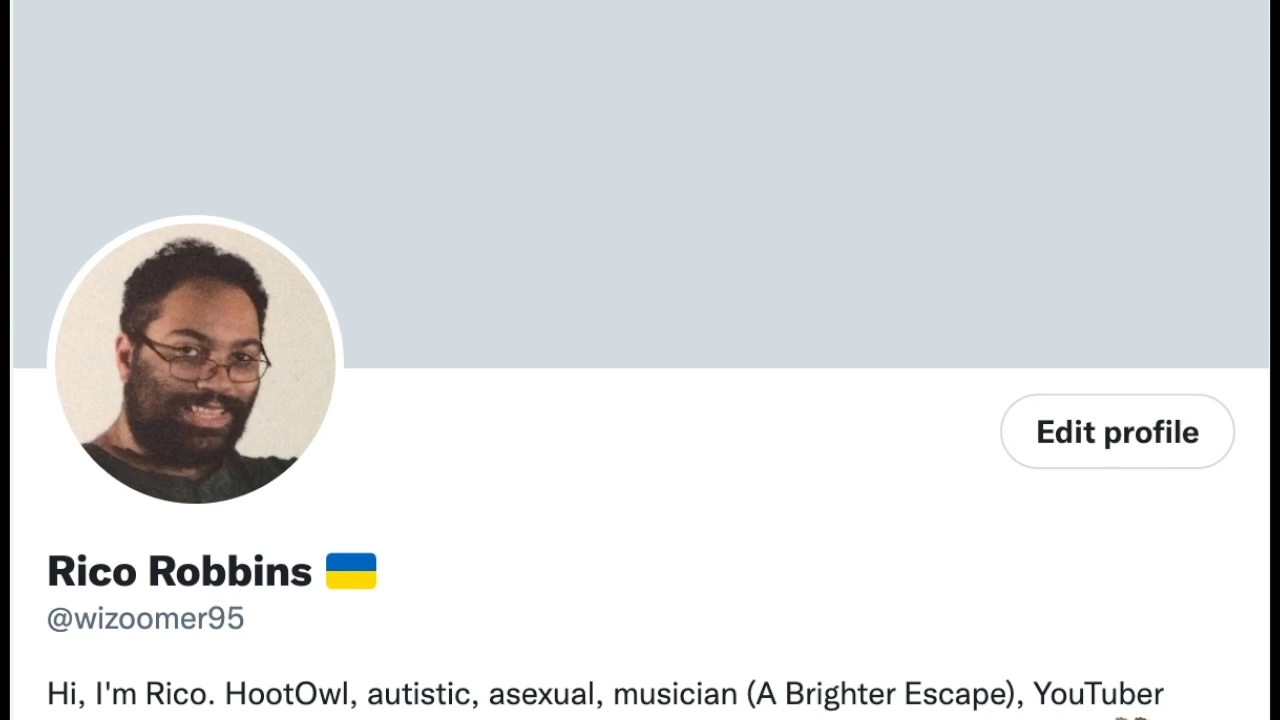 Edit profile
Rico Robbins 🇺🇦
@wizoomer95
Hi, I'm Rico. HootOwl, autistic, asexual, musician (A Brighter Escape), YouTuber